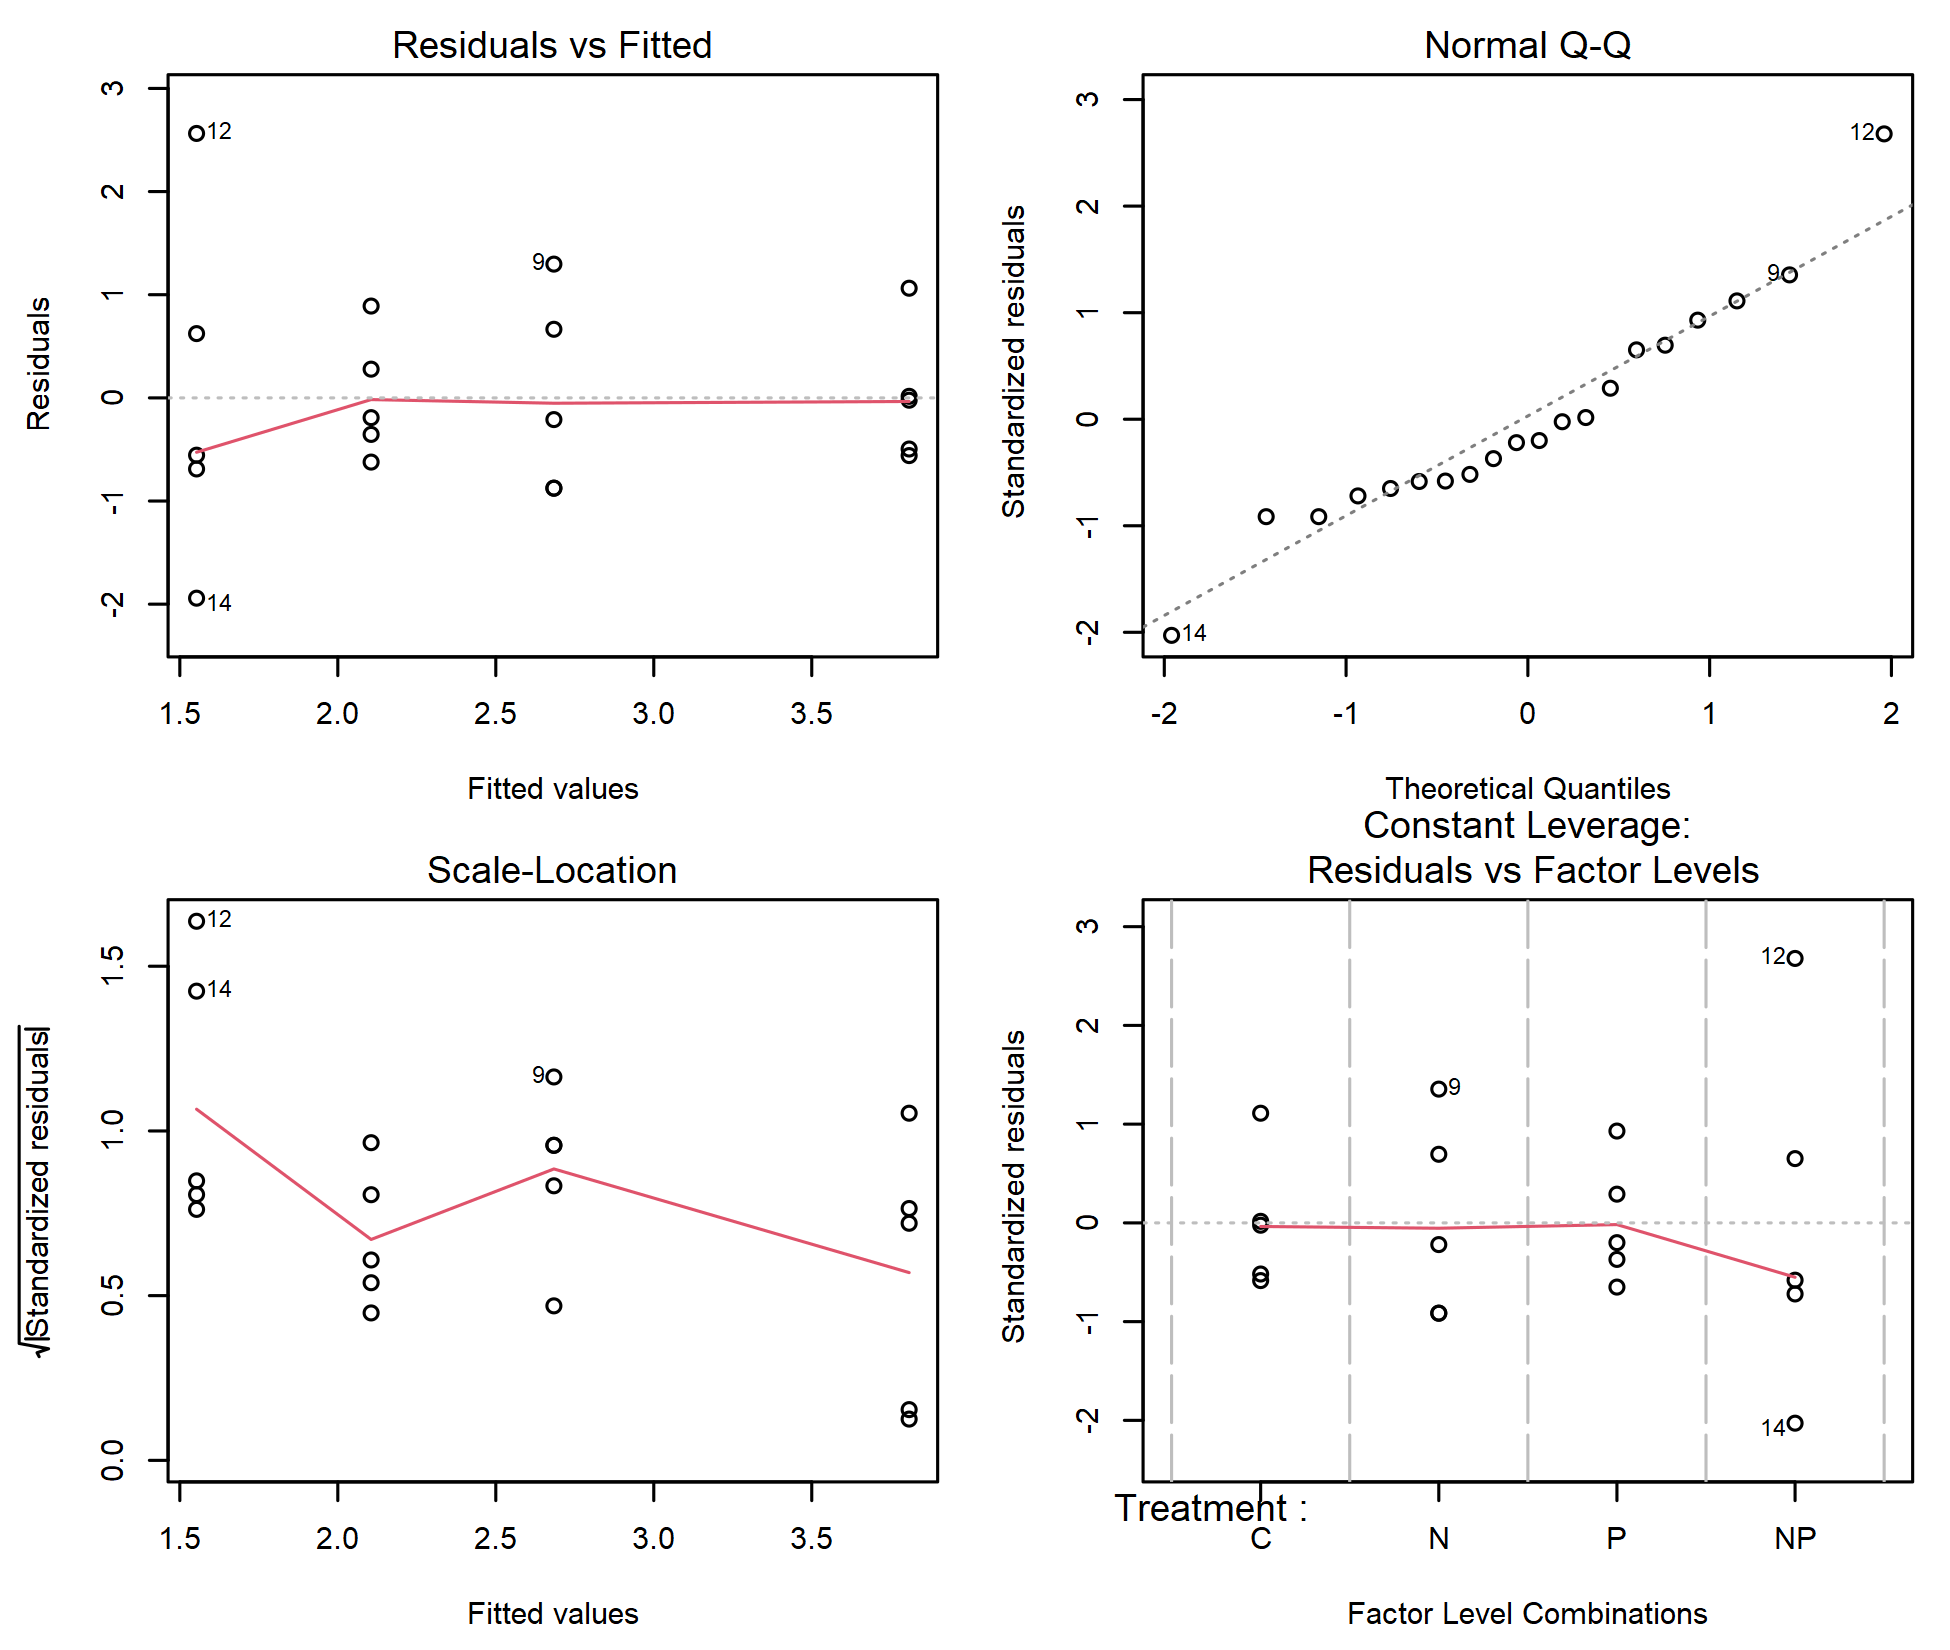 Residuals vs Fitted
3
2
1
0
-1
-2
Residuals
12
9
14
1.5 2.0 2.5 3.0 3.5
Fitted values
Normal Q-Q
3
2
1
0
-1
-2
Standardized residuals
12
9
14
-2 -1 0 1 2
Theoretical Quantiles
Scale-Location
1.5
1.0
0.5
0.0
√|Standardized residuals|
12
14
9
1.5 2.0 2.5 3.0 3.5
Fitted values
Constant Leverage:
Residuals vs Factor Levels
3
2
1
0
-1
-2
Standardized residuals
12
9
14
Treatment :
C N P NP
Factor Level Combinations